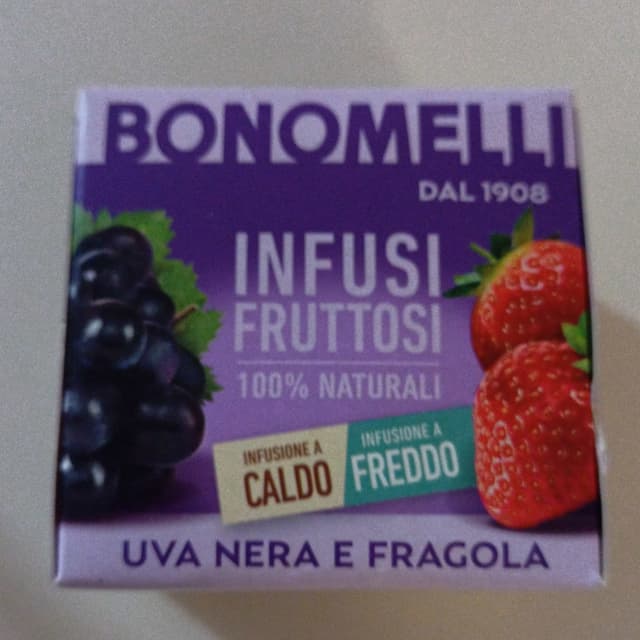 BONOMELLI
DAL 1908
INFUSI
FRUTTOSI
100% NATURALI
INFUSIONE A
CALDO
INFUSIONE A
FREDDO
UVA NERA E FRAGOLA